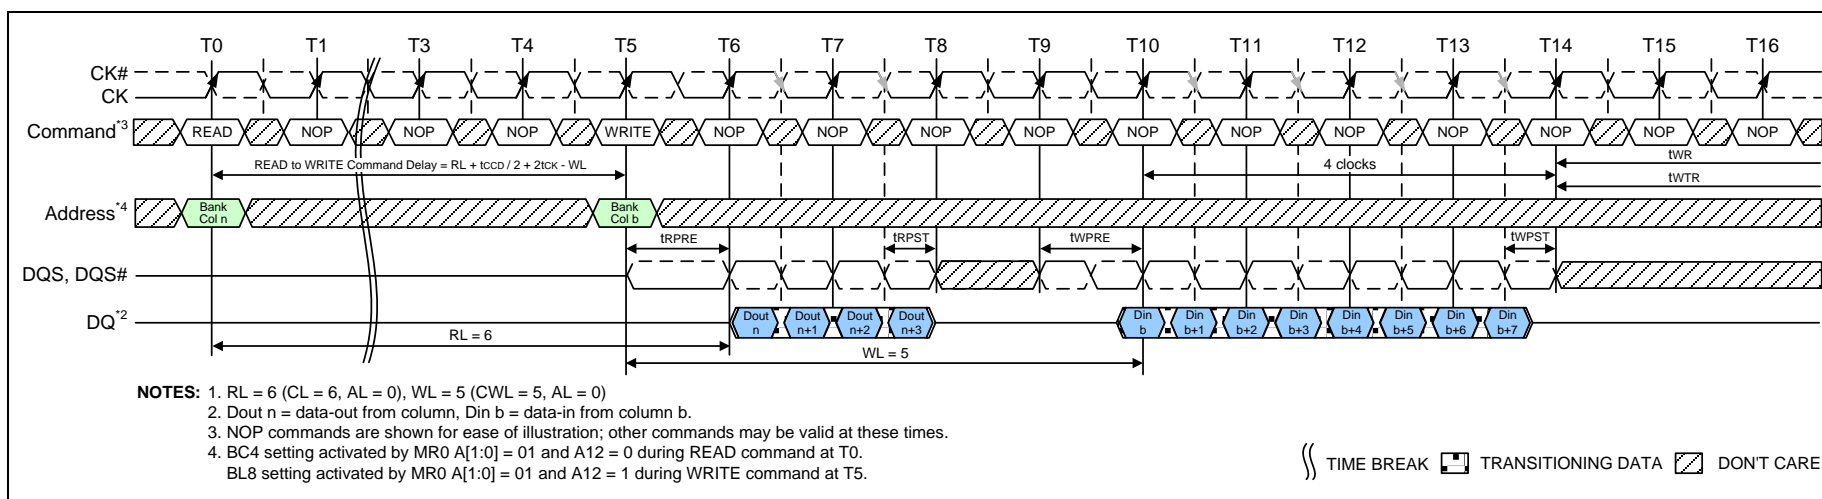 T0 T1 T3 T4 T5 T6 T7 T8 T9 T10 T11 T12 T13 T14 T15 T16
CK#
CK
Command*3 READ NOP NOP NOP WRITE NOP NOP NOP NOP NOP NOP NOP NOP NOP NOP NOP
READ to WRITE Command Delay = RL + tCCD / 2 + 2tCK - WL
4 clocks
tWR
tWTR
Address*4
Bank Col n
Bank Col b
tRPRE tRPST tWPRE tWPST
DQS, DQS#
DQ*2
Dout n Dout n+1 Dout n+2 Dout n+3 Din b Din b+1 Din b+2 Din b+3 Din b+4 Din b+5 Din b+6 Din b+7
RL = 6
WL = 5
NOTES: 1. RL = 6 (CL = 6, AL = 0), WL = 5 (CWL = 5, AL = 0)
2. Dout n = data-out from column, Din b = data-in from column b.
3. NOP commands are shown for ease of illustration; other commands may be valid at these times.
4. BC4 setting activated by MR0 A[1:0] = 01 and A12 = 0 during READ command at T0.
BL8 setting activated by MR0 A[1:0] = 01 and A12 = 1 during WRITE command at T5.
TIME BREAK TRANSITIONING DATA DON'T CARE